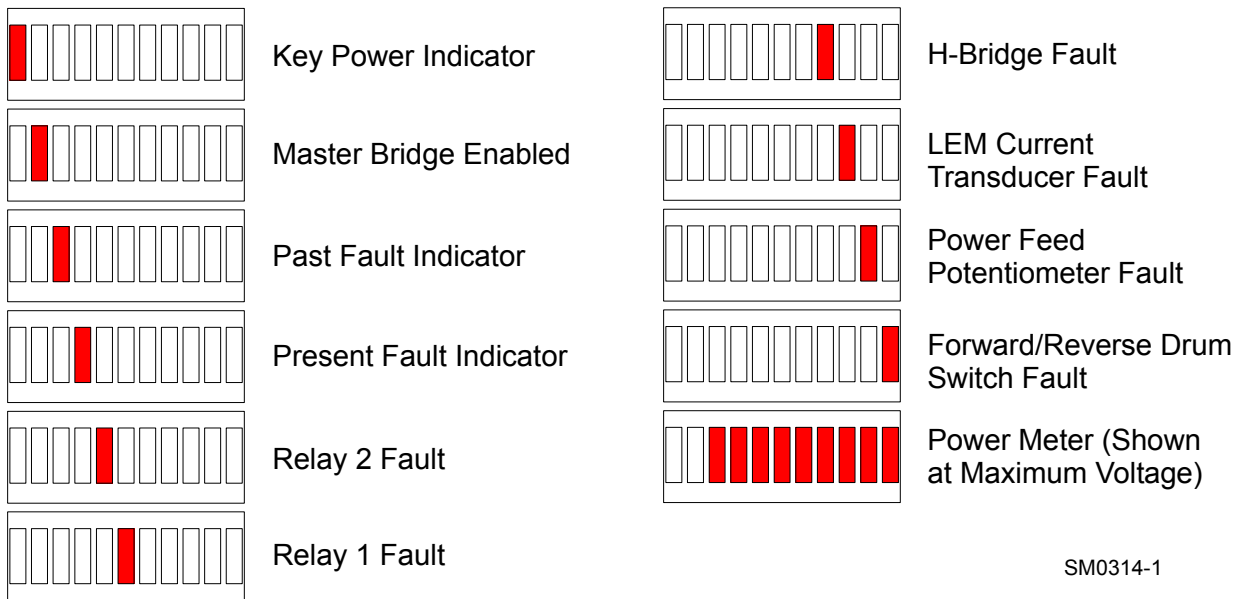 Key Power Indicator
Master Bridge Enabled
Past Fault Indicator
Present Fault Indicator
Relay 2 Fault
Relay 1 Fault
H-Bridge Fault
LEM Current
Transducer Fault
Power Feed
Potentiometer Fault
Forward/Reverse Drum
Switch Fault
Power Meter (Shown
at Maximum Voltage)
SM0314-1